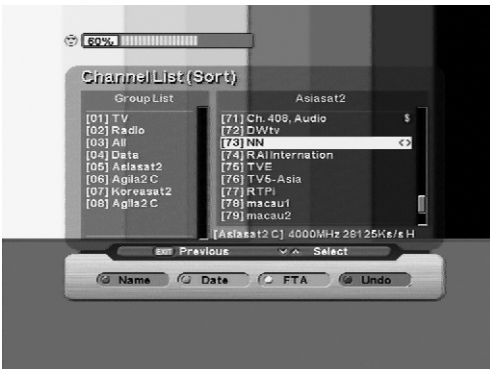 60%
Channel List (Sort)
Group List
Asiasat2
[01] TV
[02] Radio
[03] All
[04] Data
[05] Asiasat2
[06] Agila2 C
[07] Koreasat2
[08] Agila2 C
[71] Ch. 408, Audio $
[72] DWtv
[73] NN <>
[74] RAI Internation
[75] TVE
[76] TV5-Asia
[77] RTPi
[78] macau1
[79] macau2
[Asiasat2 C] 4000MHz 28125Ks/s H
EXIT Previous
Select
Name
Date
FTA
Undo